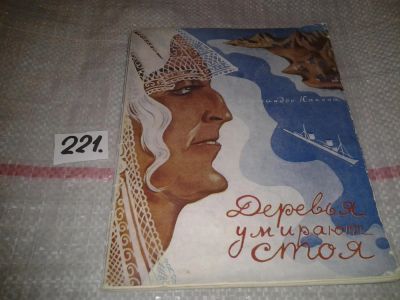 221.
Деревья
умирают
стоя